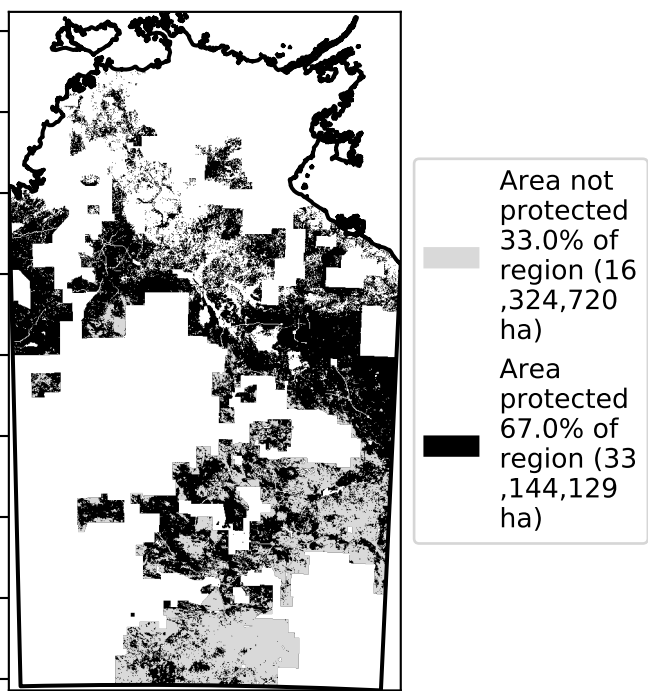 Area not
protected
33.0% of
region (16
,324,720
ha)
Area
protected
67.0% of
region (33
,144,129
ha)